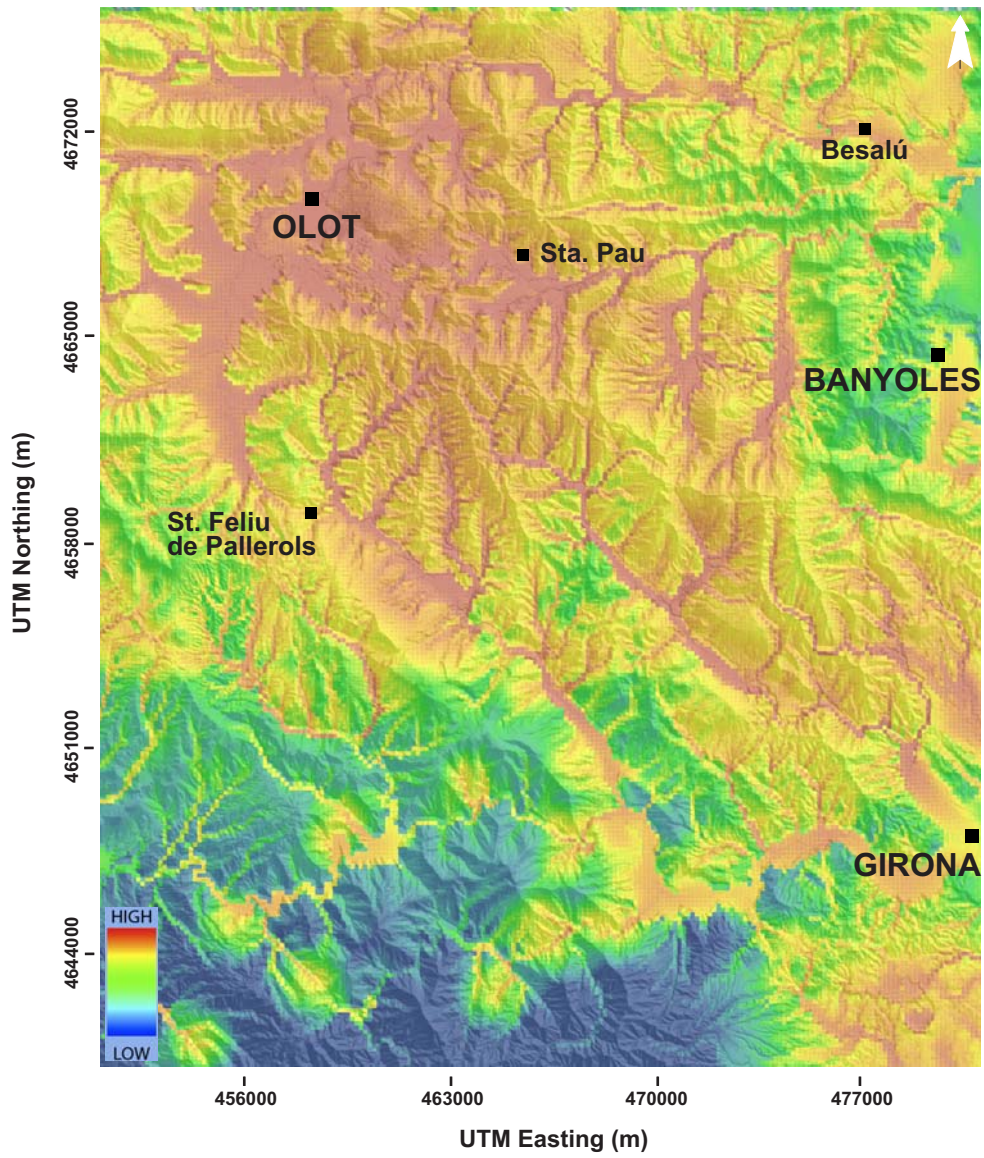 4672000
Besalú
OLOT
Sta. Pau
4665000
BANYOLES
UTM Northing (m)
St. Feliu
de Pallerols
4658000
4651000
GIRONA
HIGH
4644000
LOW
456000
463000
470000
477000
UTM Easting (m)